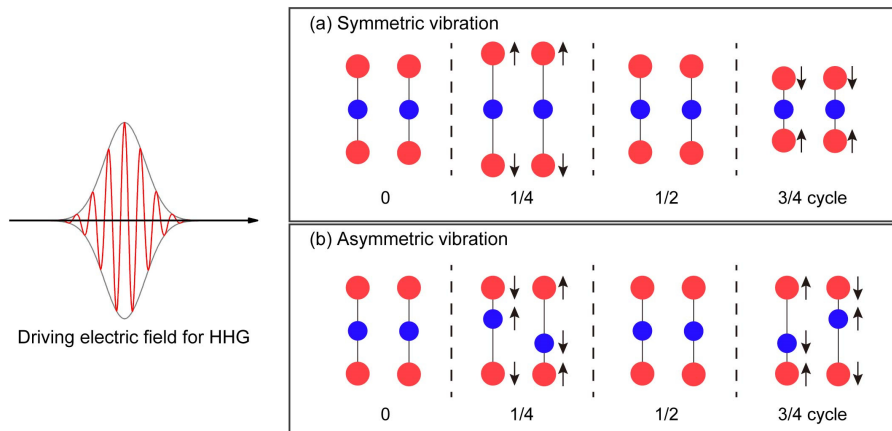 (a) Symmetric vibration
0 1/4 1/2 3/4 cycle
(b) Asymmetric vibration
0 1/4 1/2 3/4 cycle
Driving electric field for HHG